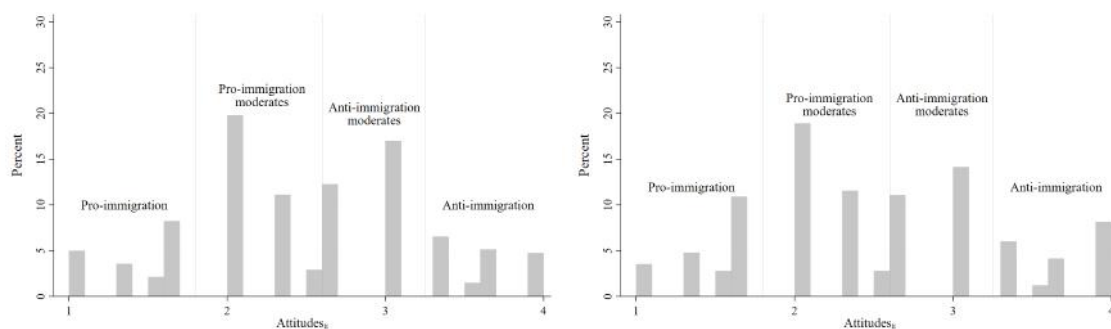 30
25
20
15
10
5
0
Percent
Pro-immigration
Pro-immigration
moderates
Anti-immigration
moderates
Anti-immigration
1
2
3
4
Attitudes
30
25
20
15
10
5
0
Percent
Pro-immigration
Pro-immigration
moderates
Anti-immigration
moderates
Anti-immigration
1
2
3
4
Attitudes